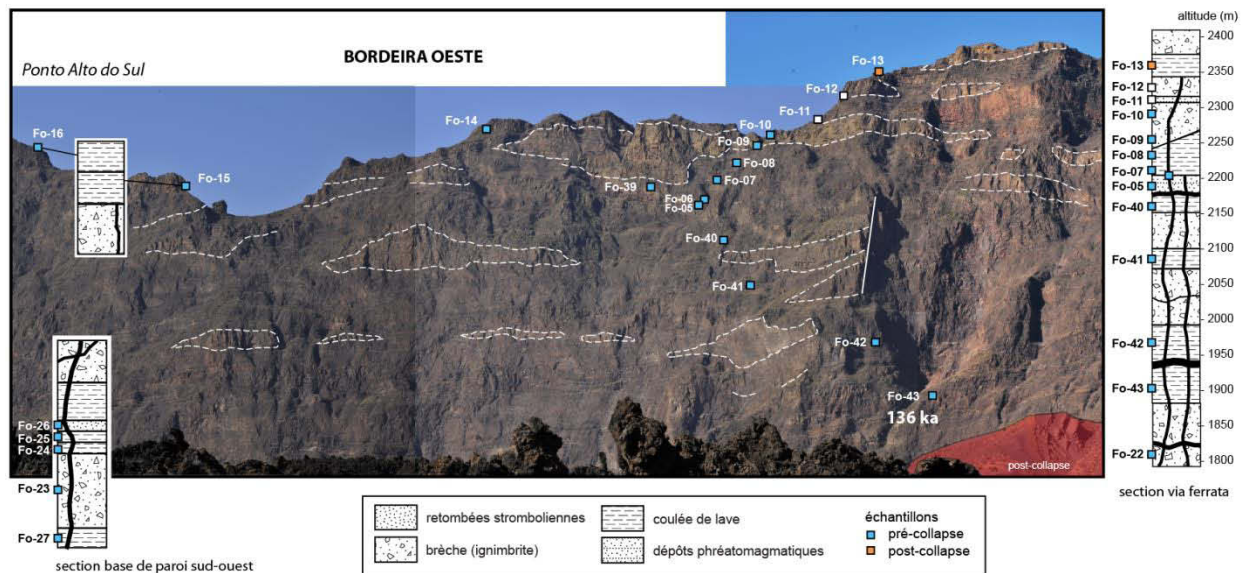 BORDEIRA OESTE
Ponto Alto do Sul
altitude (m)
Fo-16
Fo-15
Fo-14
Fo-13
Fo-12
Fo-11
Fo-10
Fo-09
Fo-08
Fo-07
Fo-39
Fo-06
Fo-05
Fo-40
Fo-41
Fo-42
Fo-43
136 ka
post-collapse
Fo-26
Fo-25
Fo-24
Fo-23
Fo-27
section base de paroi sud-ouest
Fo-13
Fo-12
Fo-11
Fo-10
Fo-09
Fo-08
Fo-07
Fo-05
Fo-40
Fo-41
Fo-42
Fo-43
Fo-22
2400
2350
2300
2250
2200
2150
2100
2050
2000
1950
1900
1850
1800
section via ferrata
retombées stromboliennes
coulée de lave
brèche (ignimbrite)
dépôts phréatomagmatiques
échantillons
pré-collapse
post-collapse